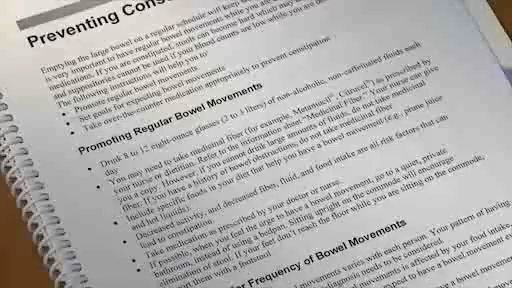 Preventing Cons
Emptying the large bowel on a regular schedule will keep
is very important to have regular bowel movements while you are
medications. If you are constipated, stools can become hard which may
and suppositories cannot be used if your blood counts are low while you are
The following instructions will help you to
• Promote regular bowel movements
• Set goals for expecting bowel movements
• Take over-the-counter medication appropriately to prevent constipation
Promoting Regular Bowel Movements
• Drink 8 to 12 eight-ounce glasses (2 to 3 liters) of non-alcoholic, non-caffeinated fluids each
day
• You may need to take medicinal fiber (for example, Metamucil", Citrucel") as prescribed by
your nurse or dietitian. Refer to the information sheet "Medicinal Fiber." Your nurse can give
you a copy. However, if you cannot drink large amounts of fluids, do not take medicinal
fiber. If you have a history of bowel obstructions, do not take medicinal fiber
• Include specific foods in your diet that help you have a bowel movement (e.g., prune juice
and hot liquids).
• Decreased activity, and decreased fiber, fluid, and food intake are all risk factors that can
lead to constipation.
• Take medication as prescribed by your doctor or nurse.
• If possible, when you feel the urge to have a bowel movement, go to a quiet, private
bathroom, instead of using a bedpan. Sitting upright on the commode will encourage
elimination of stool. If your feet don't reach the floor while you are sitting on the commode,
support them with a footstool
r Frequency of Bowel Movements
movements varies with each person. Your pattern of having
diagnosis needs to be considered.
movements is affected by your food intake,
expect to have a bowel movement ev
to have